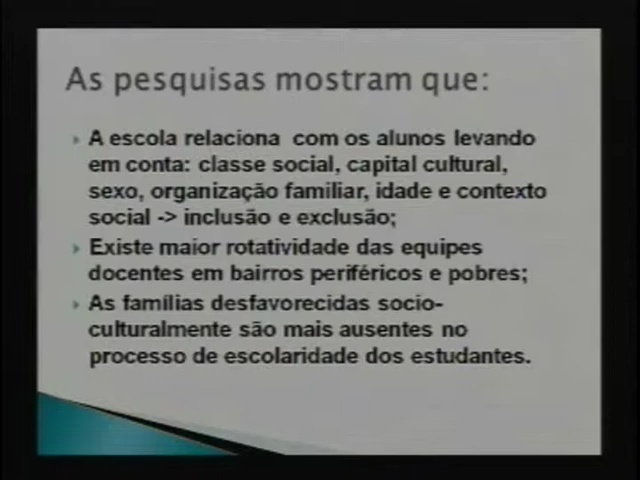 As pesquisas mostram que:
A escola relaciona com os alunos levando
em conta: classe social, capital cultural,
sexo, organização familiar, idade e contexto
social -> inclusão e exclusão;
Existe maior rotatividade das equipes
docentes em bairros periféricos e pobres;
As famílias desfavorecidas socio-
culturalmente são mais ausentes no
processo de escolaridade dos estudantes.